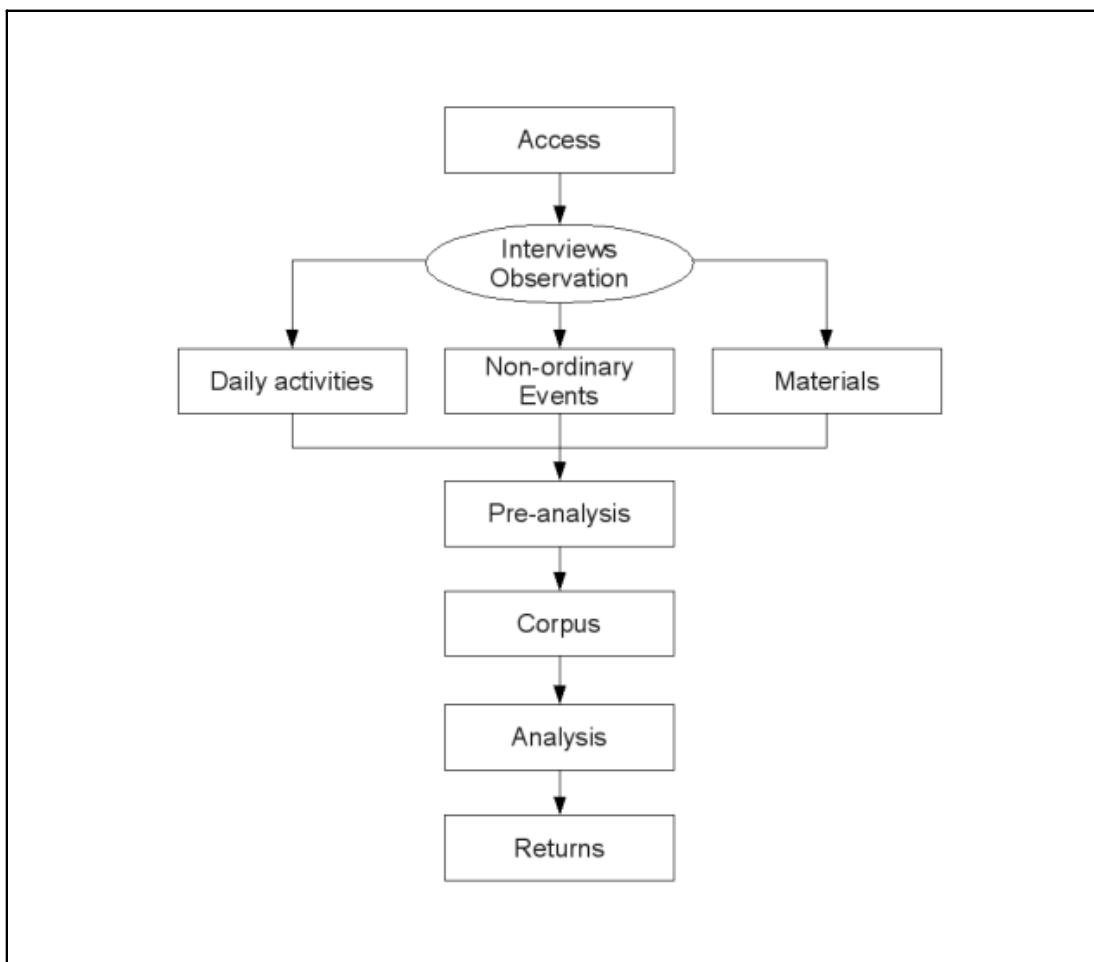 Access
Interviews
Observation
Daily activities
Non-ordinary
Events
Materials
Pre-analysis
Corpus
Analysis
Returns